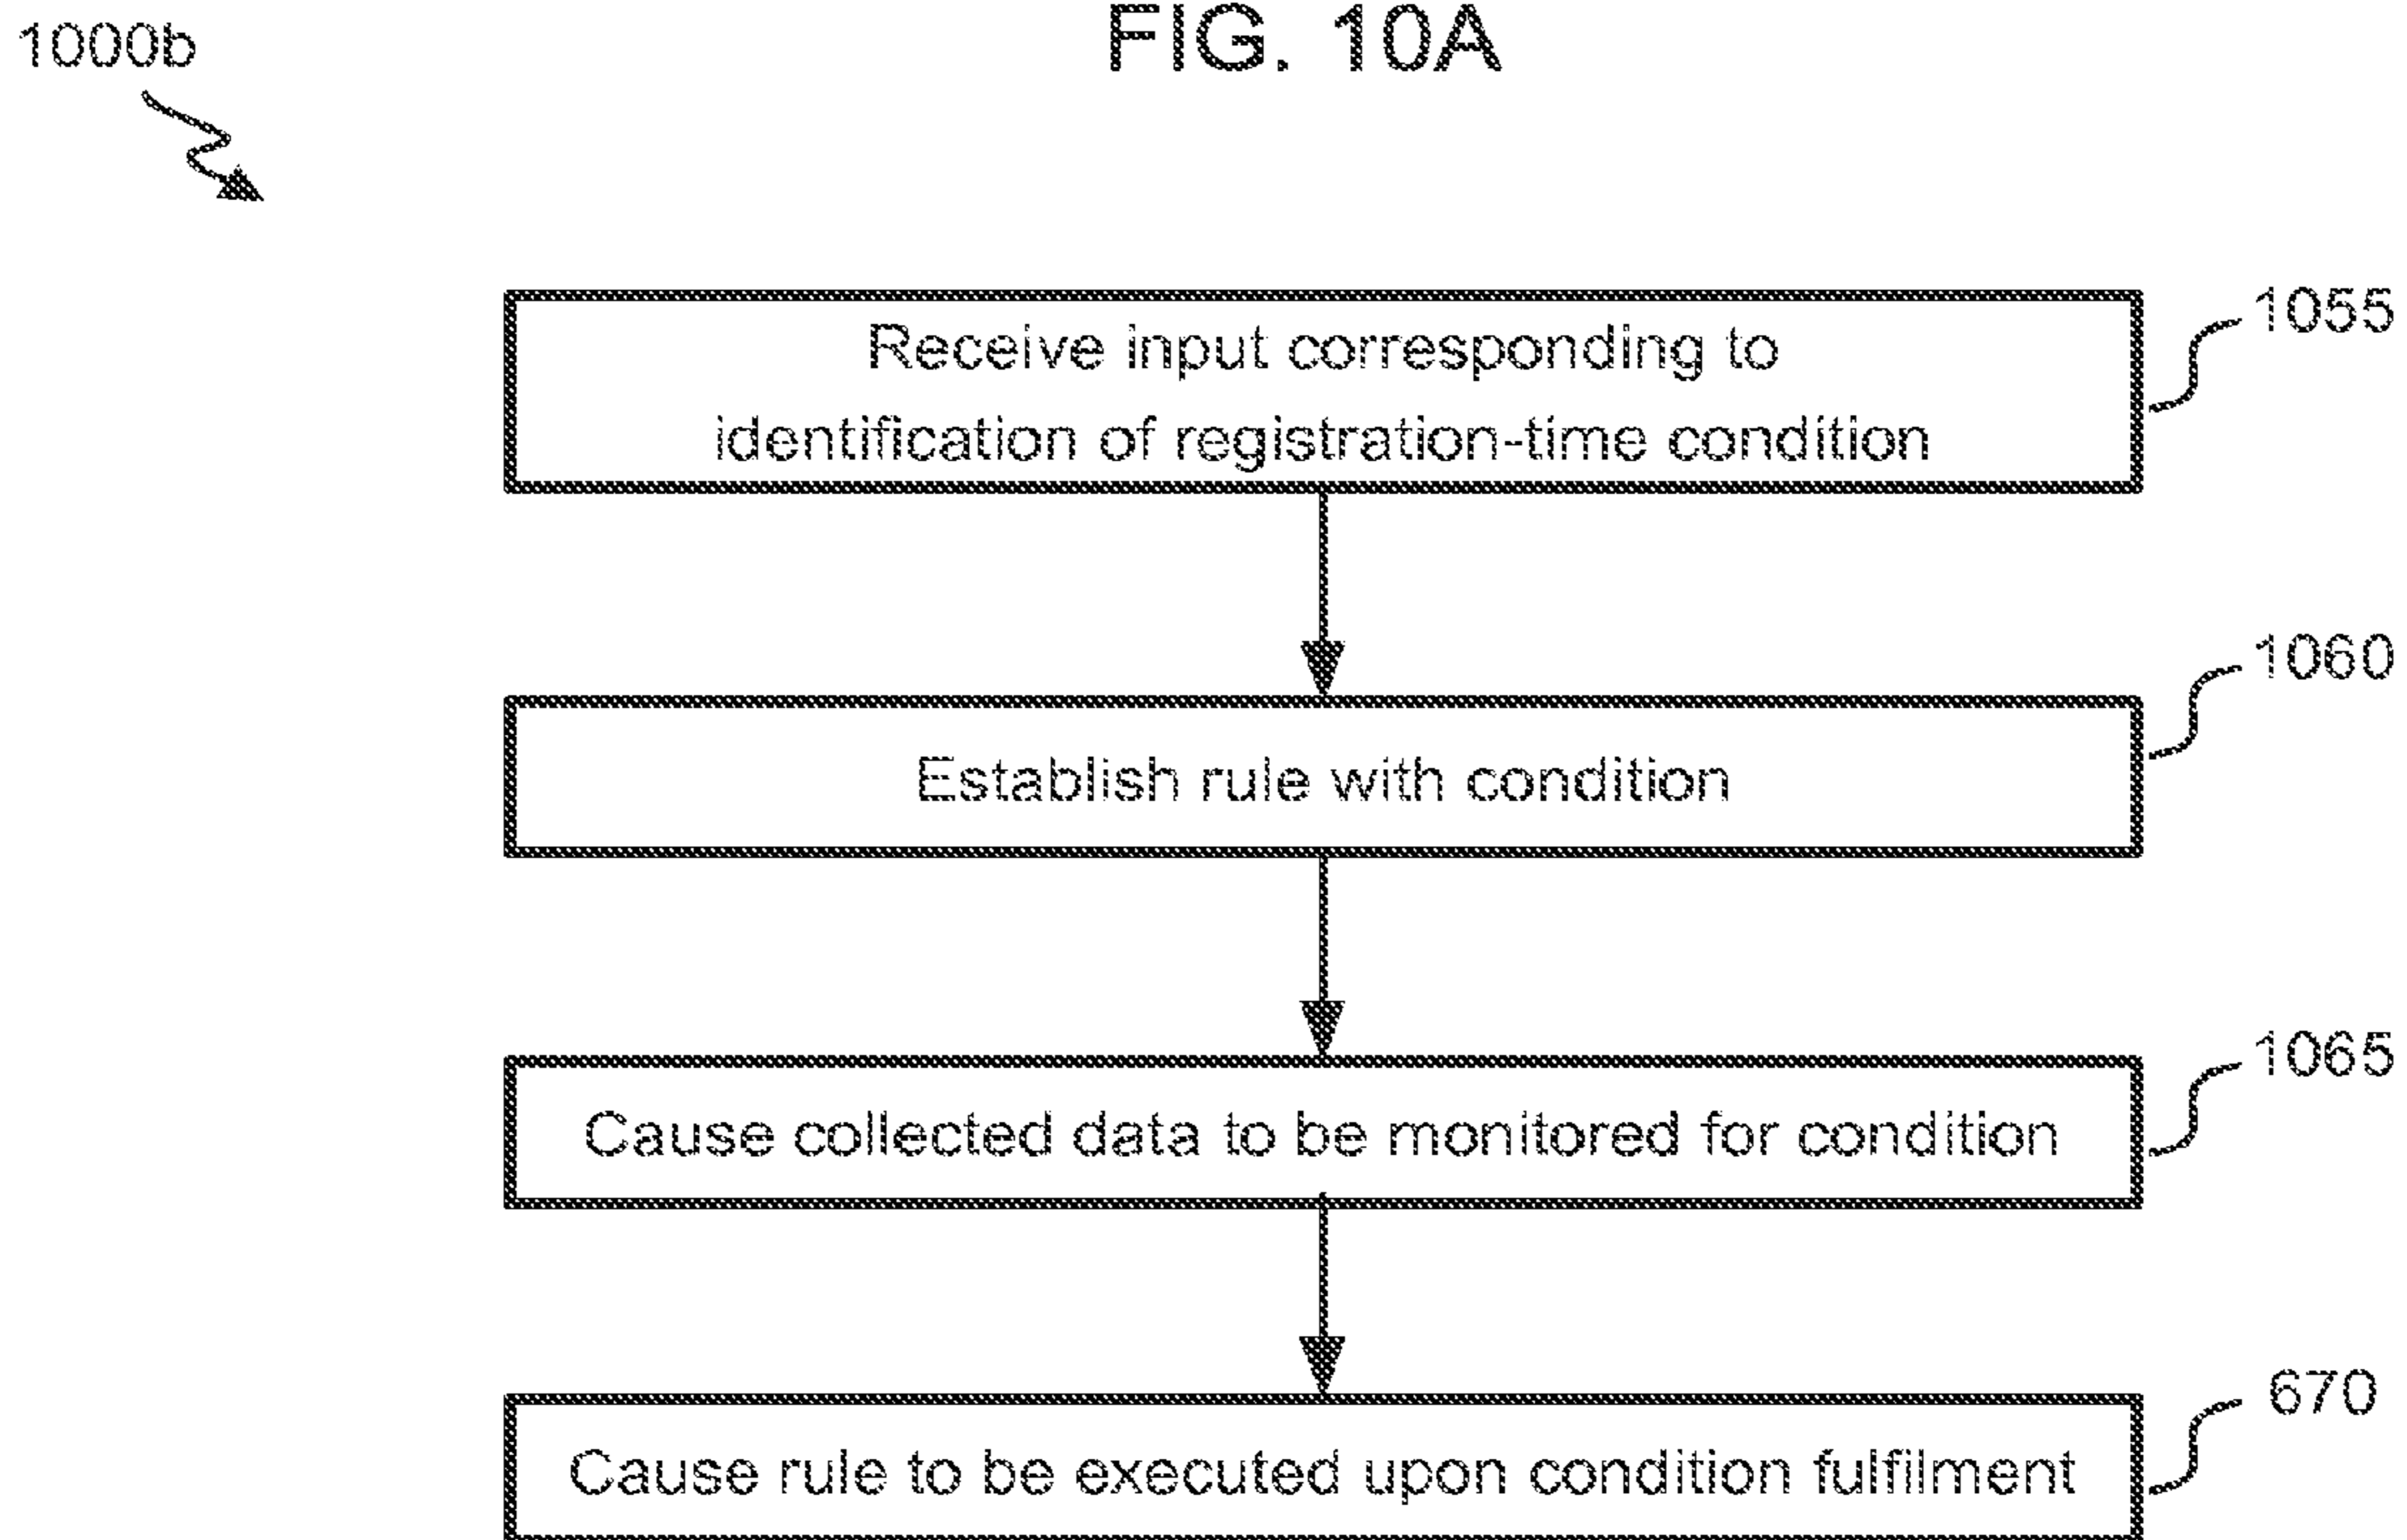 FIG. 10A
1000b
Receive input corresponding to
identification of registration-time condition
1055
Establish rule with condition
1060
Cause collected data to be monitored for condition
1065
Cause rule to be executed upon condition fulfilment
670